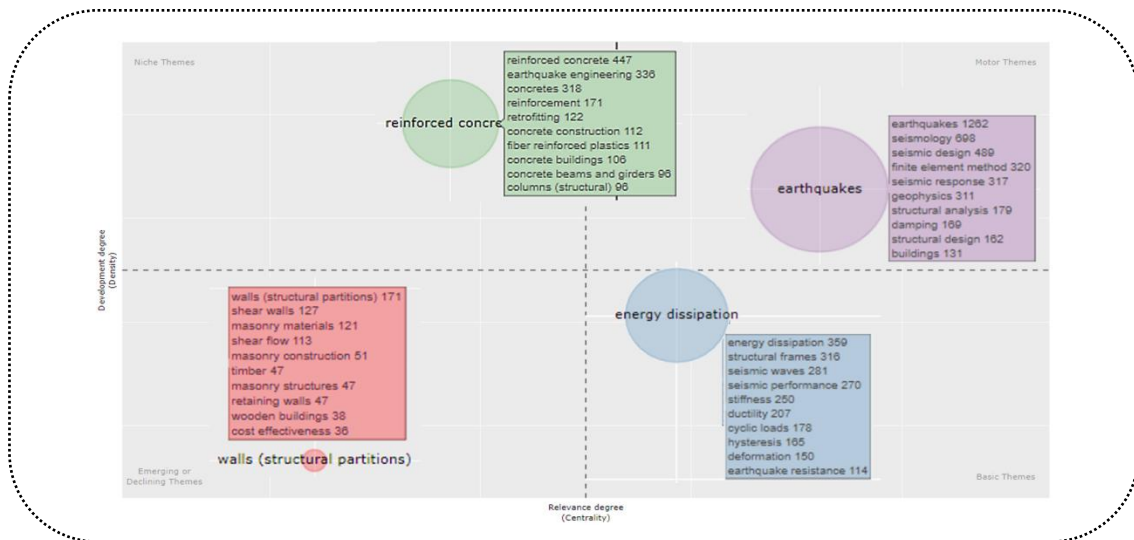 Niche Themes
Motor Themes
reinforced concre
reinforced concrete 447
earthquake engineering 336
concretes 318
reinforcement 171
retrofitting 122
concrete construction 112
fiber reinforced plastics 111
concrete buildings 106
concrete beams and girders 96
columns (structural) 96
earthquakes
earthquakes 1262
seismology 698
seismic design 489
finite element method 320
seismic response 317
geophysics 311
structural analysis 179
damping 169
structural design 162
buildings 131
Development degree
(Density)
walls (structural partitions) 171
shear walls 127
masonry materials 121
shear flow 113
masonry construction 51
timber 47
masonry structures 47
retaining walls 47
wooden buildings 38
cost effectiveness 36
walls (structural partitions)
energy dissipation
energy dissipation 359
structural frames 316
seismic waves 281
seismic performance 270
stiffness 250
ductility 207
cyclic loads 178
hysteresis 165
deformation 150
earthquake resistance 114
Emerging or
Declining Themes
Basic Themes
Relevance degree
(Centrality)